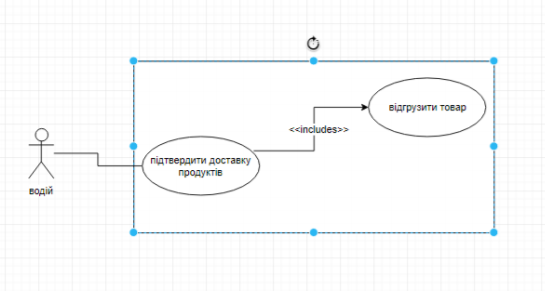 відгрузити товар
<<includes>>
підтвердити доставку
продуктів
водій